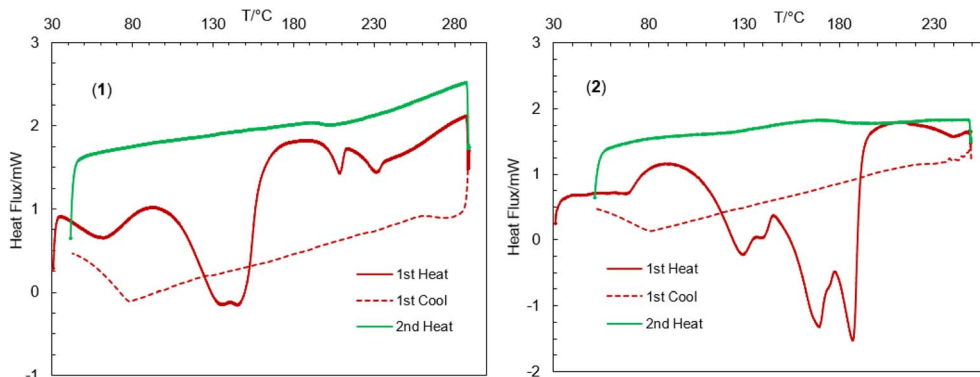 T/°C
30 80 130 180 230 280
3
2
1
0
-1
Heat Flux/mW
(1)
1st Heat
1st Cool
2nd Heat
T/°C
30 80 130 180 230
3
2
1
0
-1
-2
Heat Flux/mW
(2)
1st Heat
1st Cool
2nd Heat